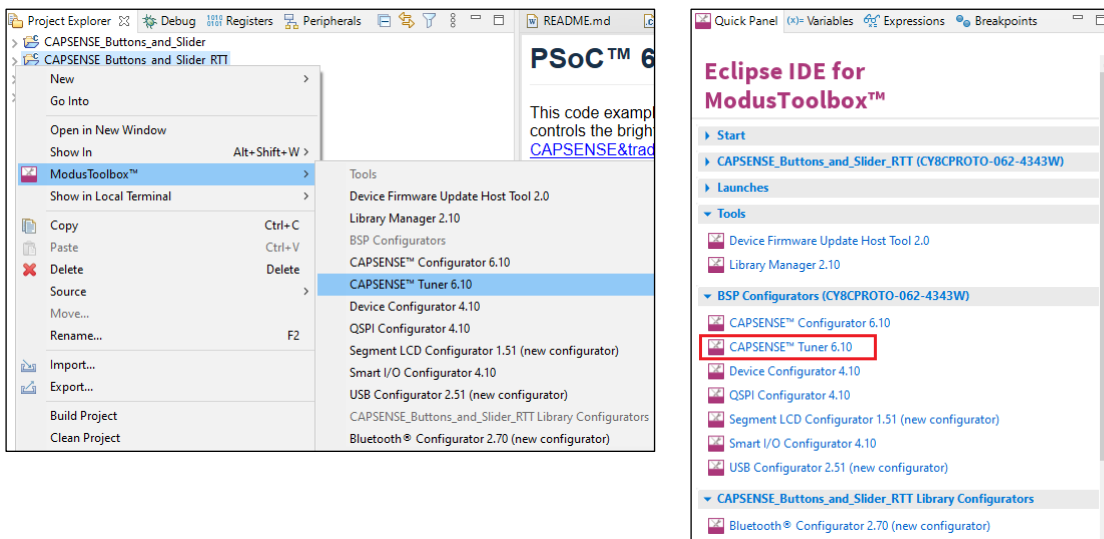 Project Explorer Debug Registers Peripherals
CAPSENSE_Buttons_and_Slider
CAPSENSE_Buttons_and_Slider_RTT
New
Go Into
Open in New Window
Show In Alt+Shift+W
ModusToolbox™
Show in Local Terminal
Copy Ctrl+C
Paste Ctrl+V
Delete Delete
Source
Move...
Rename... F2
Import...
Export...
Build Project
Clean Project
Tools
Device Firmware Update Host Tool 2.0
Library Manager 2.10
BSP Configurators
CAPSENSE™ Configurator 6.10
CAPSENSE™ Tuner 6.10
Device Configurator 4.10
QSPI Configurator 4.10
Segment LCD Configurator 1.51 (new configurator)
Smart I/O Configurator 4.10
USB Configurator 2.51 (new configurator)
CAPSENSE_Buttons_and_Slider_RTT Library Configurators
Bluetooth® Configurator 2.70 (new configurator)
README.md
PSoC™ 6
This code exampl
controls the brigh
CAPSENSE&trad
Quick Panel Variables Expressions Breakpoints
Eclipse IDE for
ModusToolbox™
Start
CAPSENSE_Buttons_and_Slider_RTT (CY8CPROTO-062-4343W)
Launches
Tools
Device Firmware Update Host Tool 2.0
Library Manager 2.10
BSP Configurators (CY8CPROTO-062-4343W)
CAPSENSE™ Configurator 6.10
CAPSENSE™ Tuner 6.10
Device Configurator 4.10
QSPI Configurator 4.10
Segment LCD Configurator 1.51 (new configurator)
Smart I/O Configurator 4.10
USB Configurator 2.51 (new configurator)
CAPSENSE_Buttons_and_Slider_RTT Library Configurators
Bluetooth® Configurator 2.70 (new configurator)